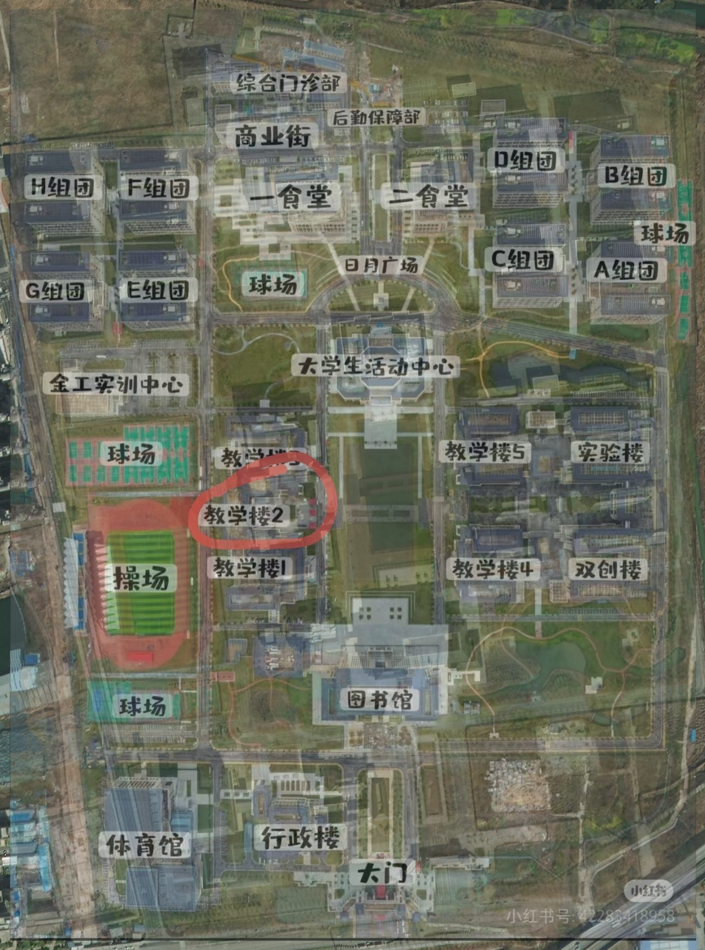 综合门诊部
后勤保障部
商业街
D组团
B组团
H组团
F组团
一食堂
二食堂
球场
C组团
A组团
日月广场
G组团
E组团
球场
大学生活动中心
金工实训中心
球场
教学楼3
教学楼5
实验楼
教学楼2
操场
教学楼1
教学楼4
双创楼
图书馆
球场
体育馆
行政楼
大门
小红书